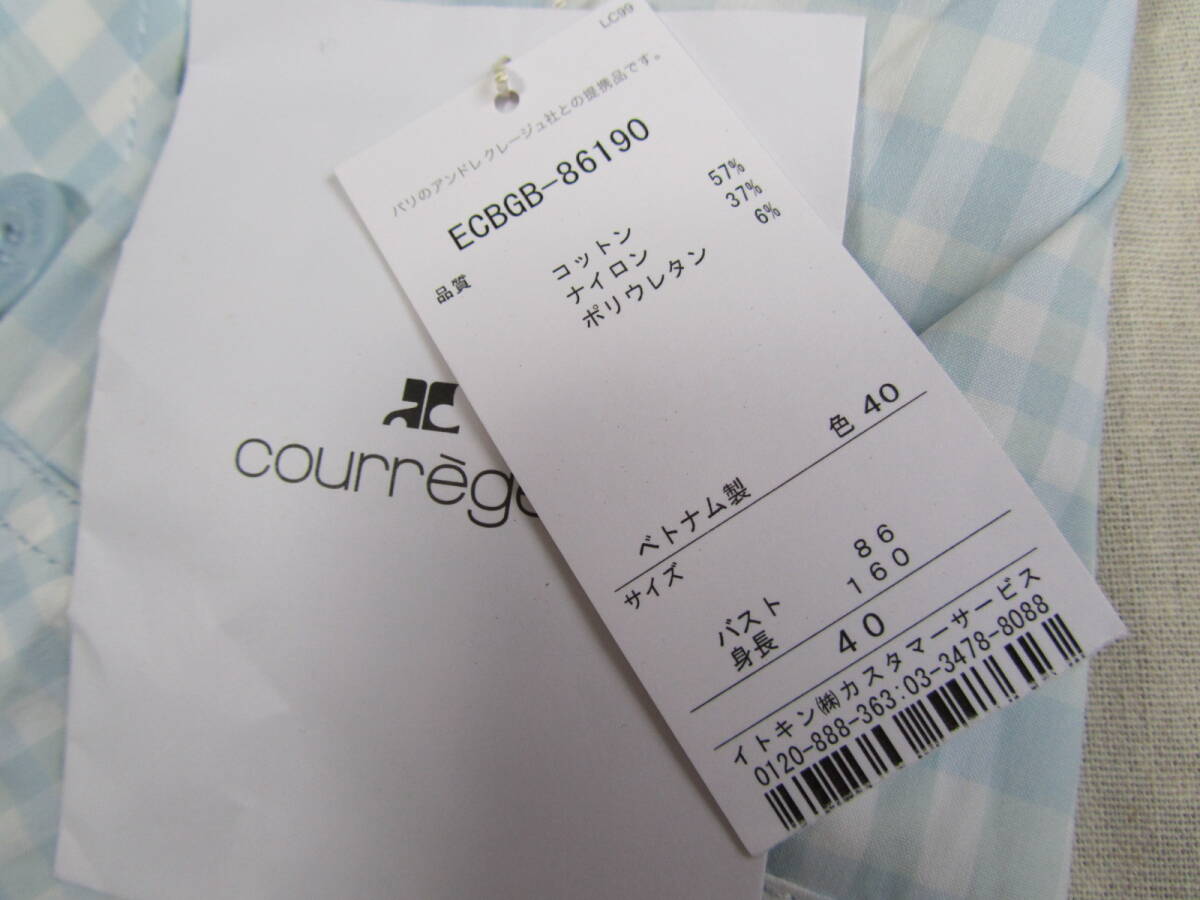 LC99
パリのアンドレ クレージュ社との提携品です。
ECBGB-86190
品質 コットン 57%
ナイロン 37%
ポリウレタン 6%
色 40
ベトナム製
サイズ
バスト 86
身長 160
40
イトキン㈱カスタマーサービス
0120-888-363:03-3478-8088
courrège